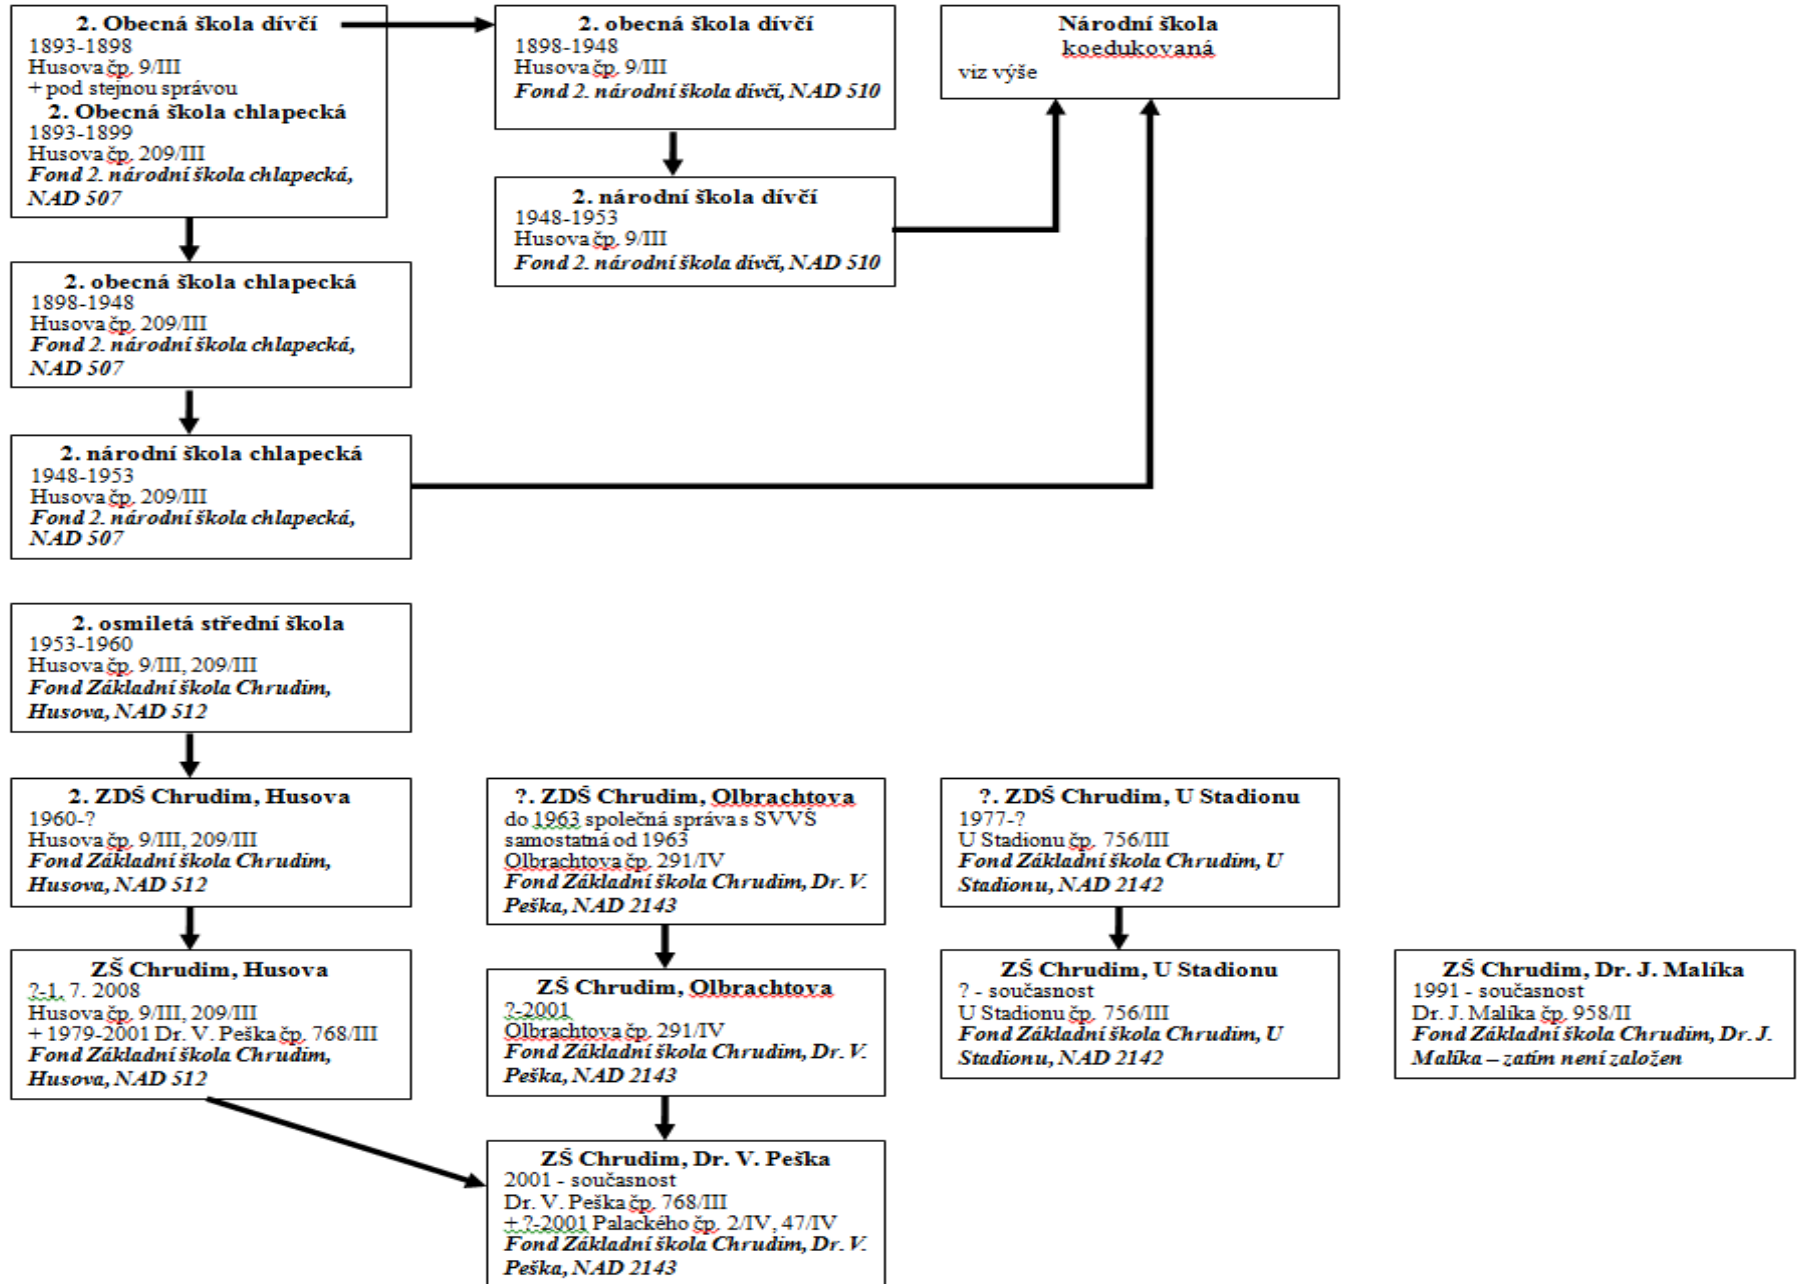 2. Obecná škola dívčí
1893-1898
Husova čp. 9/III
+ pod stejnou správou
2. Obecná škola chlapecká
1893-1899
Husova čp. 209/III
Fond 2. národní škola chlapecká,
NAD 507
2. obecná škola dívčí
1898-1948
Husova čp. 9/III
Fond 2. národní škola dívčí, NAD 510
Národní škola
koedukovaná
viz výše
2. národní škola dívčí
1948-1953
Husova čp. 9/III
Fond 2. národní škola dívčí, NAD 510
2. obecná škola chlapecká
1898-1948
Husova čp. 209/III
Fond 2. národní škola chlapecká,
NAD 507
2. národní škola chlapecká
1948-1953
Husova čp. 209/III
Fond 2. národní škola chlapecká,
NAD 507
2. osmiletá střední škola
1953-1960
Husova čp. 9/III, 209/III
Fond Základní škola Chrudim,
Husova, NAD 512
2. ZDŠ Chrudim, Husova
1960-?
Husova čp. 9/III, 209/III
Fond Základní škola Chrudim,
Husova, NAD 512
?. ZDŠ Chrudim, Olbrachtova
do 1963 společná správa s SVVŠ
samostatná od 1963
Olbrachtova čp. 291/IV
Fond Základní škola Chrudim, Dr. V.
Peška, NAD 2143
?. ZDŠ Chrudim, U Stadionu
1977-?
U Stadionu čp. 756/III
Fond Základní škola Chrudim, U
Stadionu, NAD 2142
ZŠ Chrudim, Husova
?-1. 7. 2008
Husova čp. 9/III, 209/III
+ 1979-2001 Dr. V. Peška čp. 768/III
Fond Základní škola Chrudim,
Husova, NAD 512
ZŠ Chrudim, Olbrachtova
?-2001
Olbrachtova čp. 291/IV
Fond Základní škola Chrudim, Dr. V.
Peška, NAD 2143
ZŠ Chrudim, U Stadionu
? - současnost
U Stadionu čp. 756/III
Fond Základní škola Chrudim, U
Stadionu, NAD 2142
ZŠ Chrudim, Dr. J. Malíka
1991 - současnost
Dr. J. Malíka čp. 958/II
Fond Základní škola Chrudim, Dr. J.
Malíka – zatím není založen
ZŠ Chrudim, Dr. V. Peška
2001 - současnost
Dr. V. Peška čp. 768/III
+ ?-2001 Palackého čp. 2/IV, 47/IV
Fond Základní škola Chrudim, Dr. V.
Peška, NAD 2143